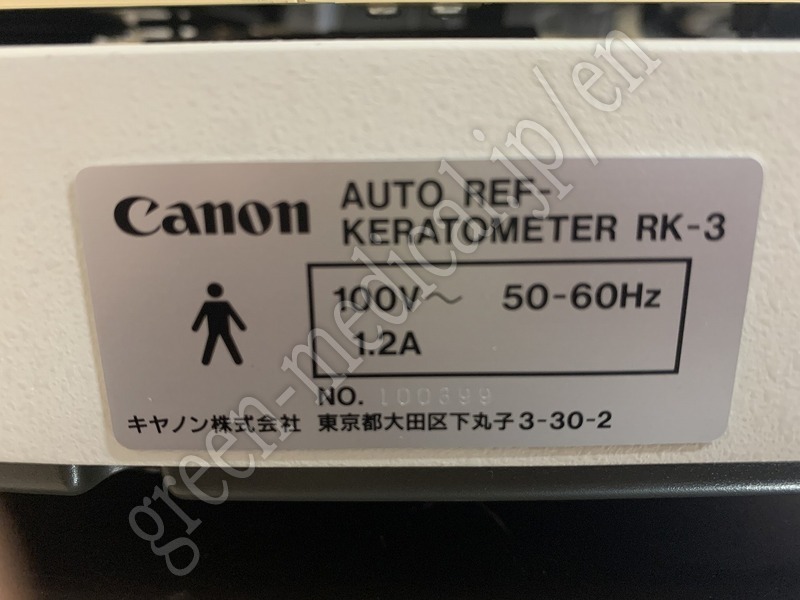 Canon
AUTO REF-
KERATOMETER RK-3
100V～ 50-60Hz
1.2A
NO. 100399
キヤノン株式会社 東京都大田区下丸子3-30-2
green-medical.jp/en